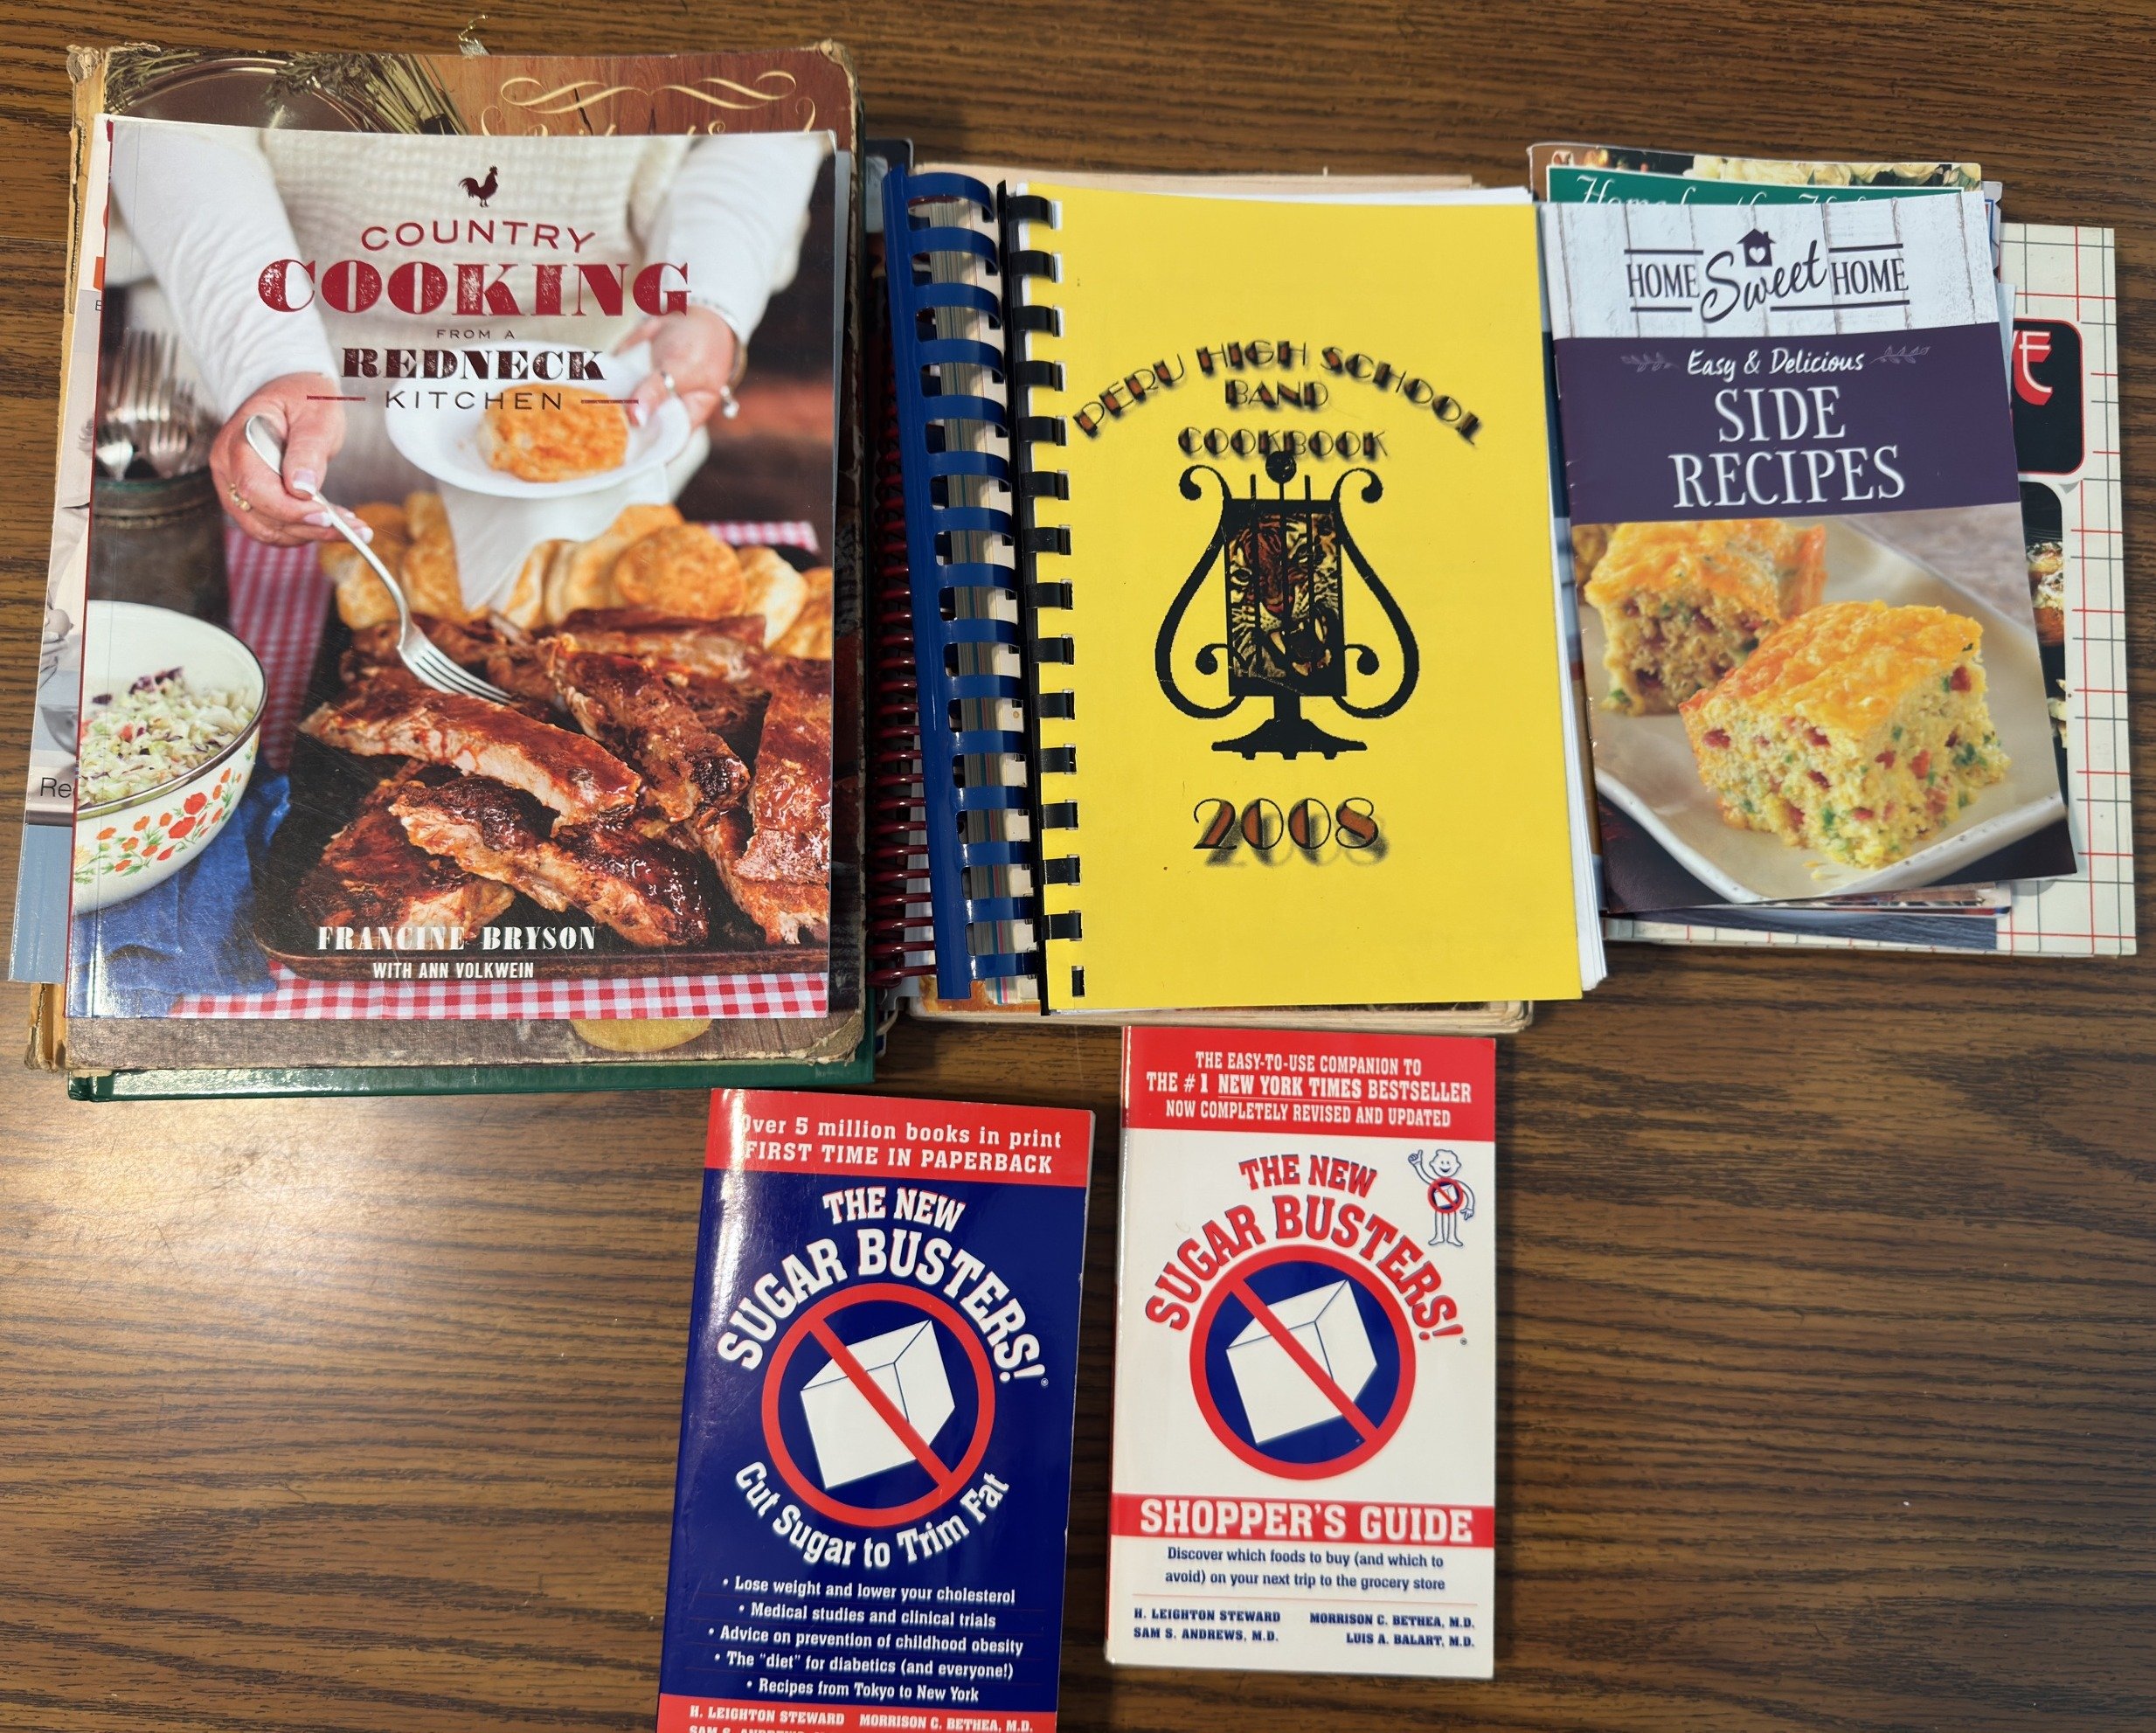 COUNTRY
COOKING
FROM A
REDNECK
KITCHEN
FRANCINE BRYSON
WITH ANN VOLKWEIN
Re
PERU HIGH SCHOOL
BAND
COOKBOOK
2008
Home for the
HOME Sweet HOME
Easy & Delicious
SIDE
RECIPES
Over 5 million books in print
FIRST TIME IN PAPERBACK
THE NEW
SUGAR BUSTERS!®
Cut Sugar to Trim Fat
• Lose weight and lower your cholesterol
• Medical studies and clinical trials
• Advice on prevention of childhood obesity
• The "diet" for diabetics (and everyone!)
• Recipes from Tokyo to New York
H. LEIGHTON STEWARD MORRISON C. BETHEA, M.D.
SAM S.
THE EASY-TO-USE COMPANION TO
THE #1 NEW YORK TIMES BESTSELLER
NOW COMPLETELY REVISED AND UPDATED
THE NEW
SUGAR BUSTERS!®
SHOPPER'S GUIDE
Discover which foods to buy (and which to
avoid) on your next trip to the grocery store
H. LEIGHTON STEWARD MORRISON C. BETHEA, M.D.
SAM S. ANDREWS, M.D. LUIS A. BALART, M.D.